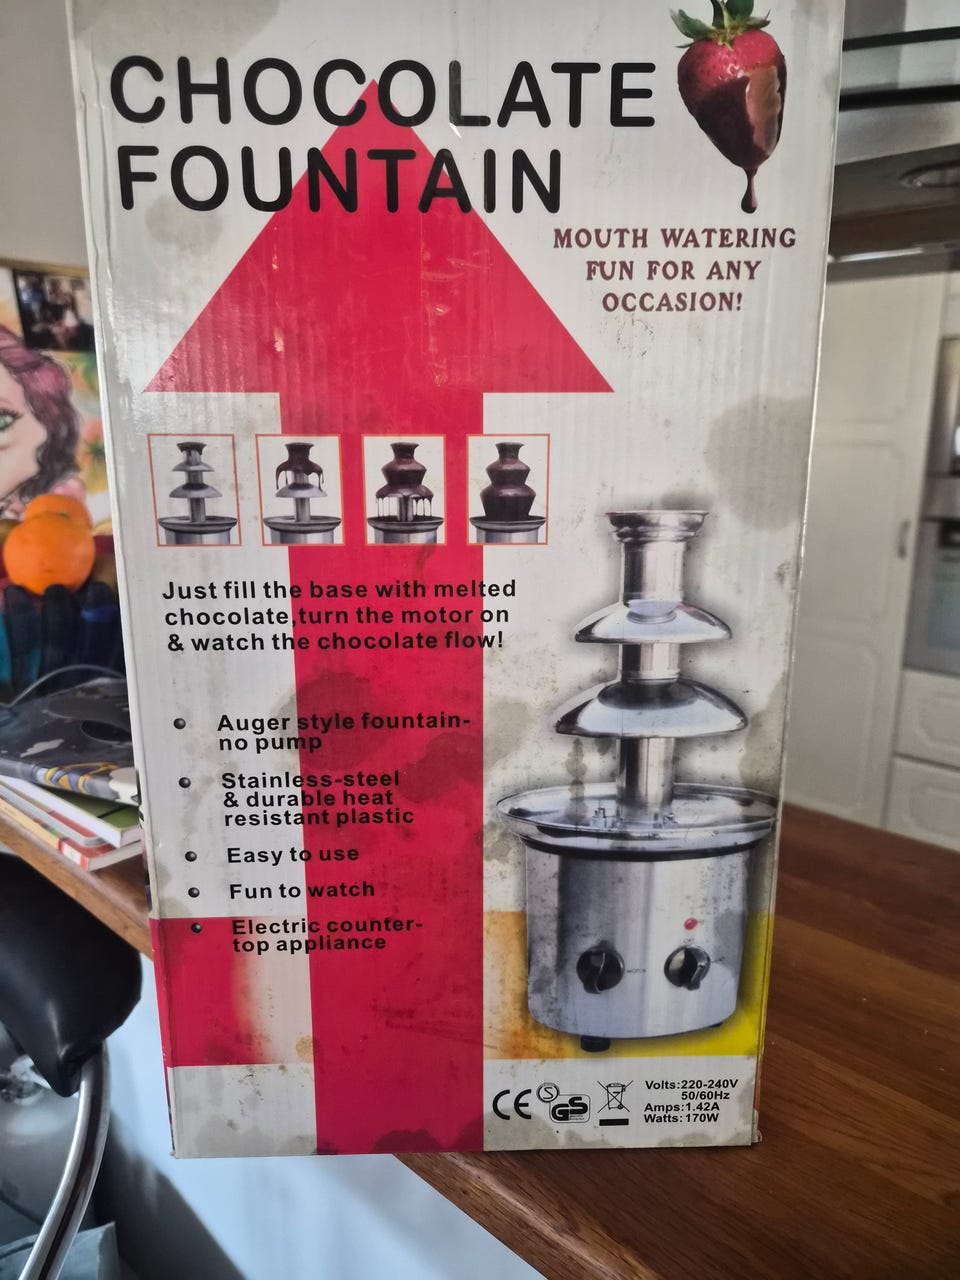 CHOCOLATE
FOUNTAIN
MOUTH WATERING
FUN FOR ANY
OCCASION!
Just fill the base with melted
chocolate,turn the motor on
& watch the chocolate flow!
Auger style fountain-
no pump
Stainless-steel
& durable heat
resistant plastic
Easy to use
Fun to watch
Electric counter-
top appliance
MOTOR
CE
S
GS
Volts:220-240V
50/60Hz
Amps:1.42A
Watts:170W